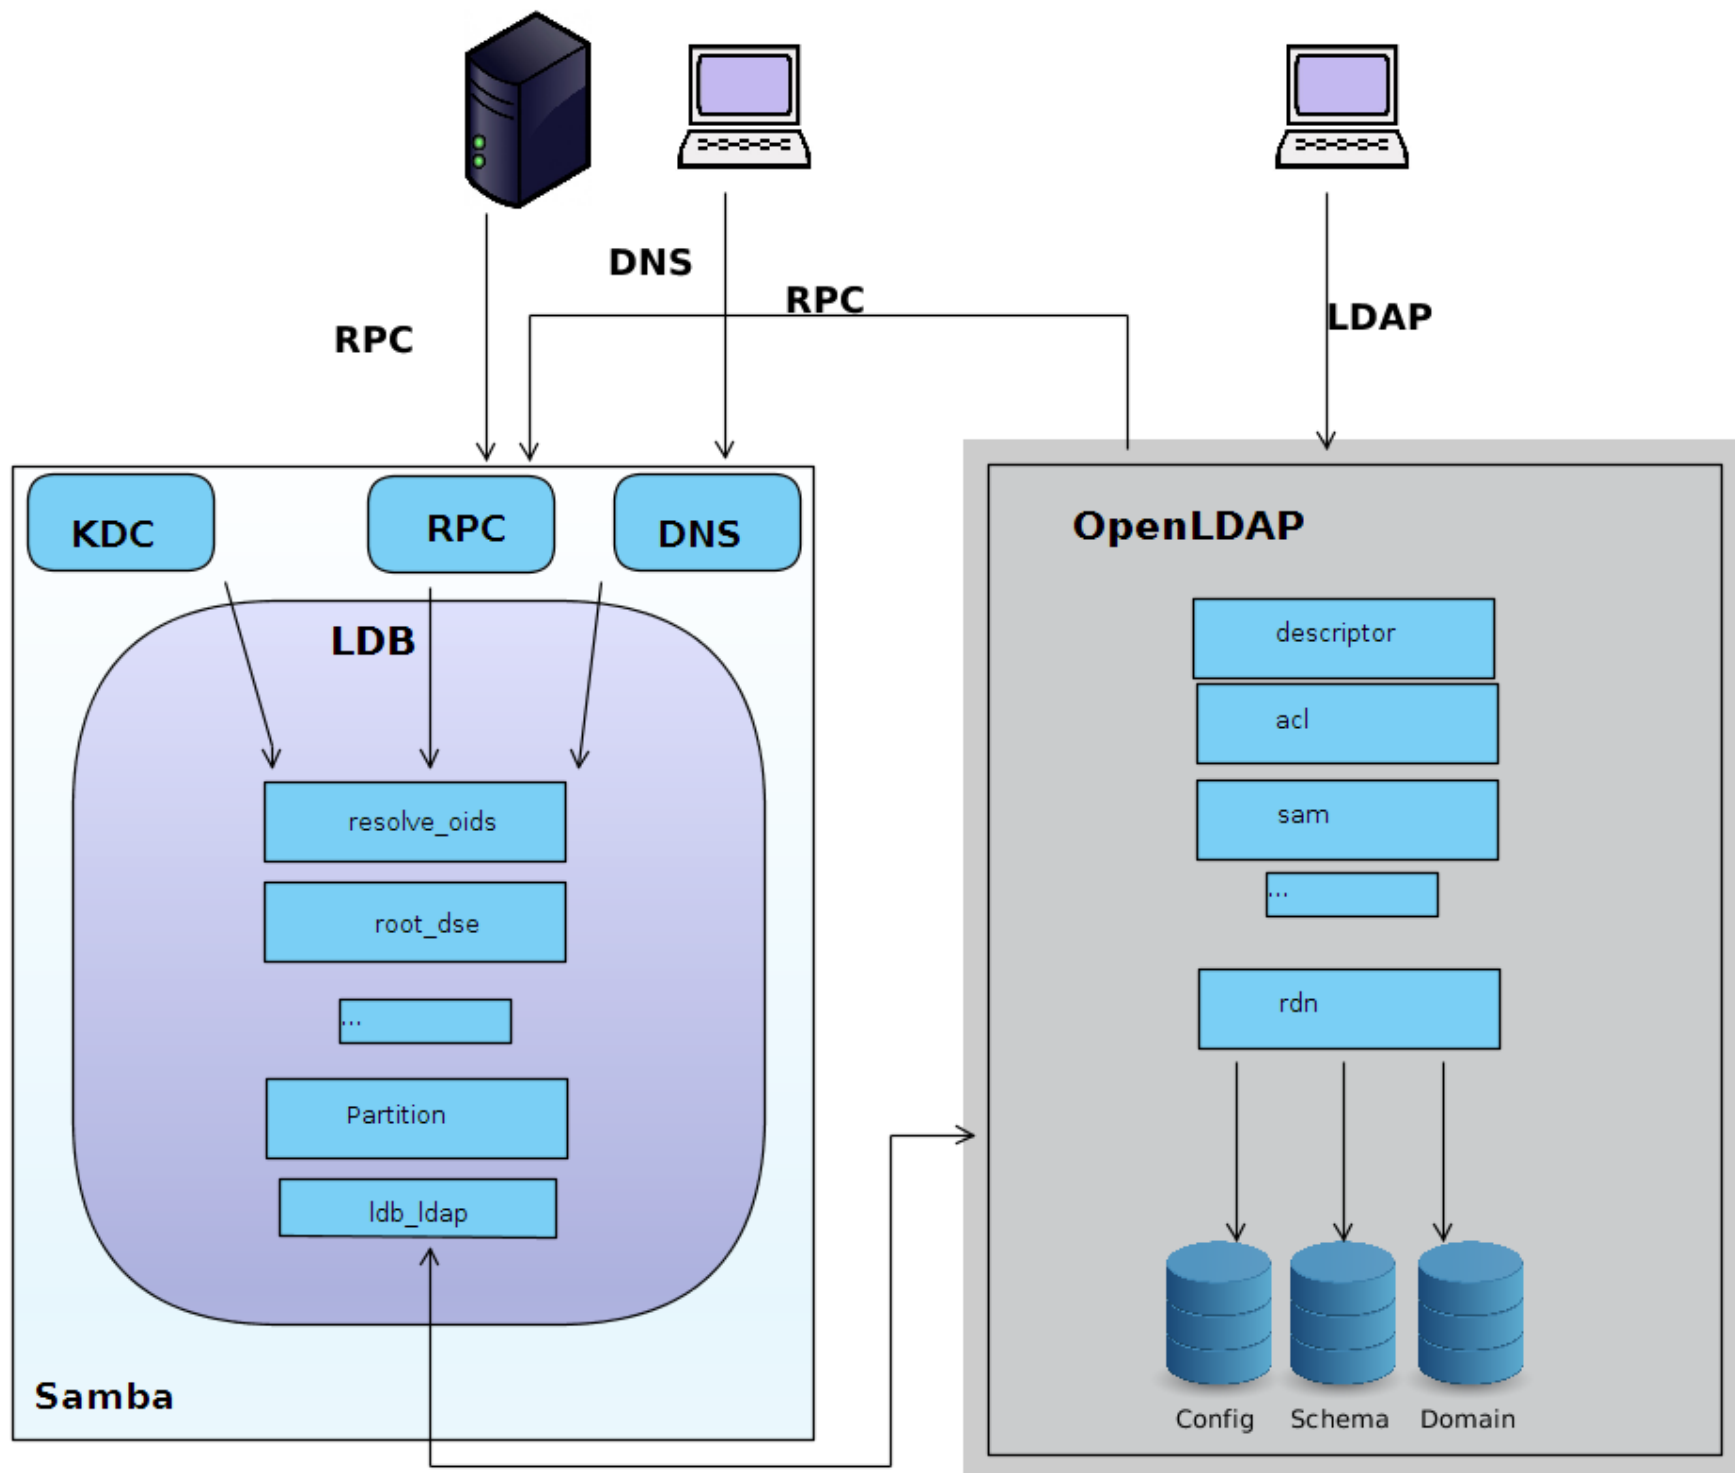 DNS
RPC
LDAP
RPC
KDC
RPC
DNS
OpenLDAP
LDB
descriptor
acl
sam
...
rdn
resolve_oids
root_dse
...
Partition
ldb_ldap
Samba
Config
Schema
Domain